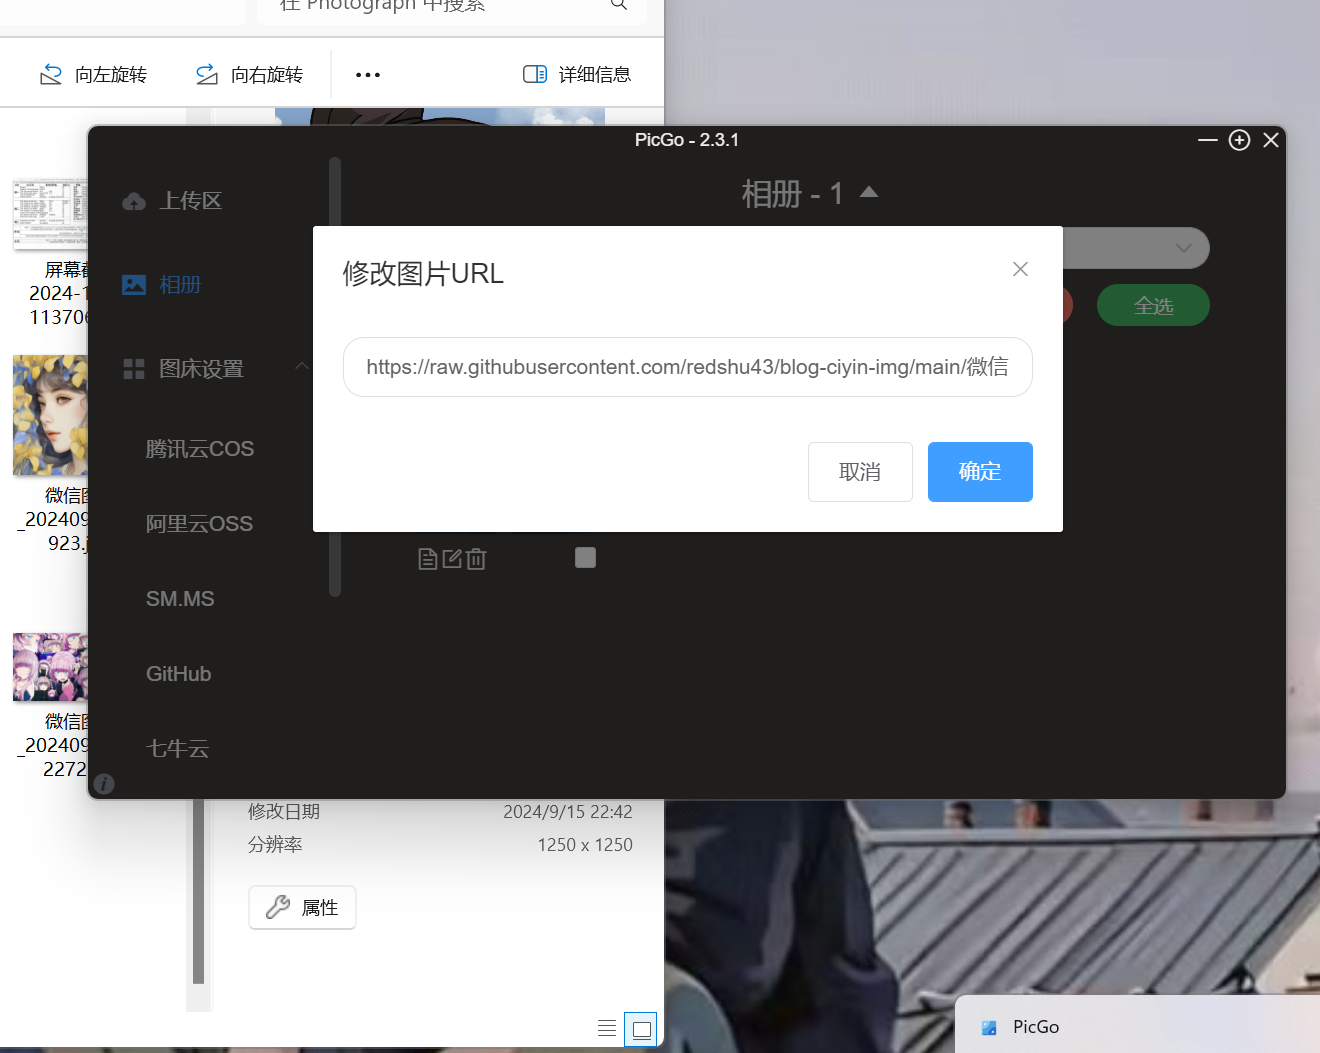 在 Photograph 中搜索
向左旋转
向右旋转
详细信息
PicGo - 2.3.1
上传区
相册 - 1
相册
全选
修改图片URL
https://raw.githubusercontent.com/redshu43/blog-ciyin-img/main/微信
取消
确定
图床设置
腾讯云COS
阿里云OSS
SM.MS
GitHub
七牛云
屏幕截
2024-1
113706
微信图
_202409
923.j
微信图
_202409
2272
修改日期
2024/9/15 22:42
分辨率
1250 x 1250
属性
PicGo